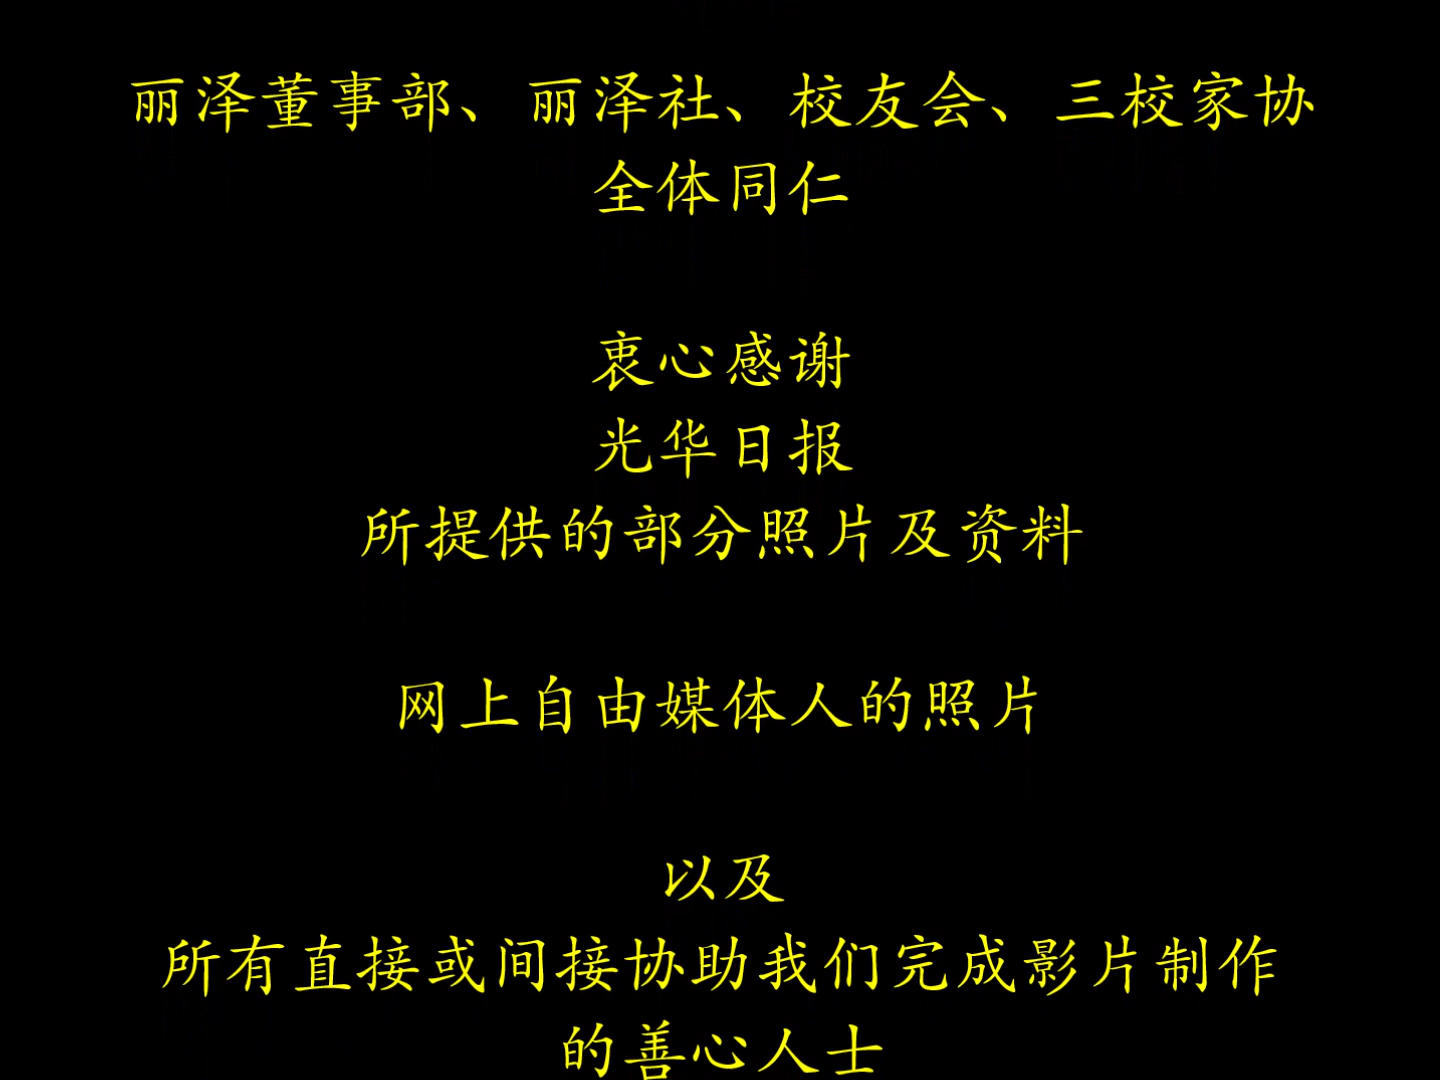 丽泽董事部、丽泽社、校友会、三校家协
全体同仁
衷心感谢
光华日报
所提供的部分照片及资料
网上自由媒体人的照片
以及
所有直接或间接协助我们完成影片制作
的善心人士